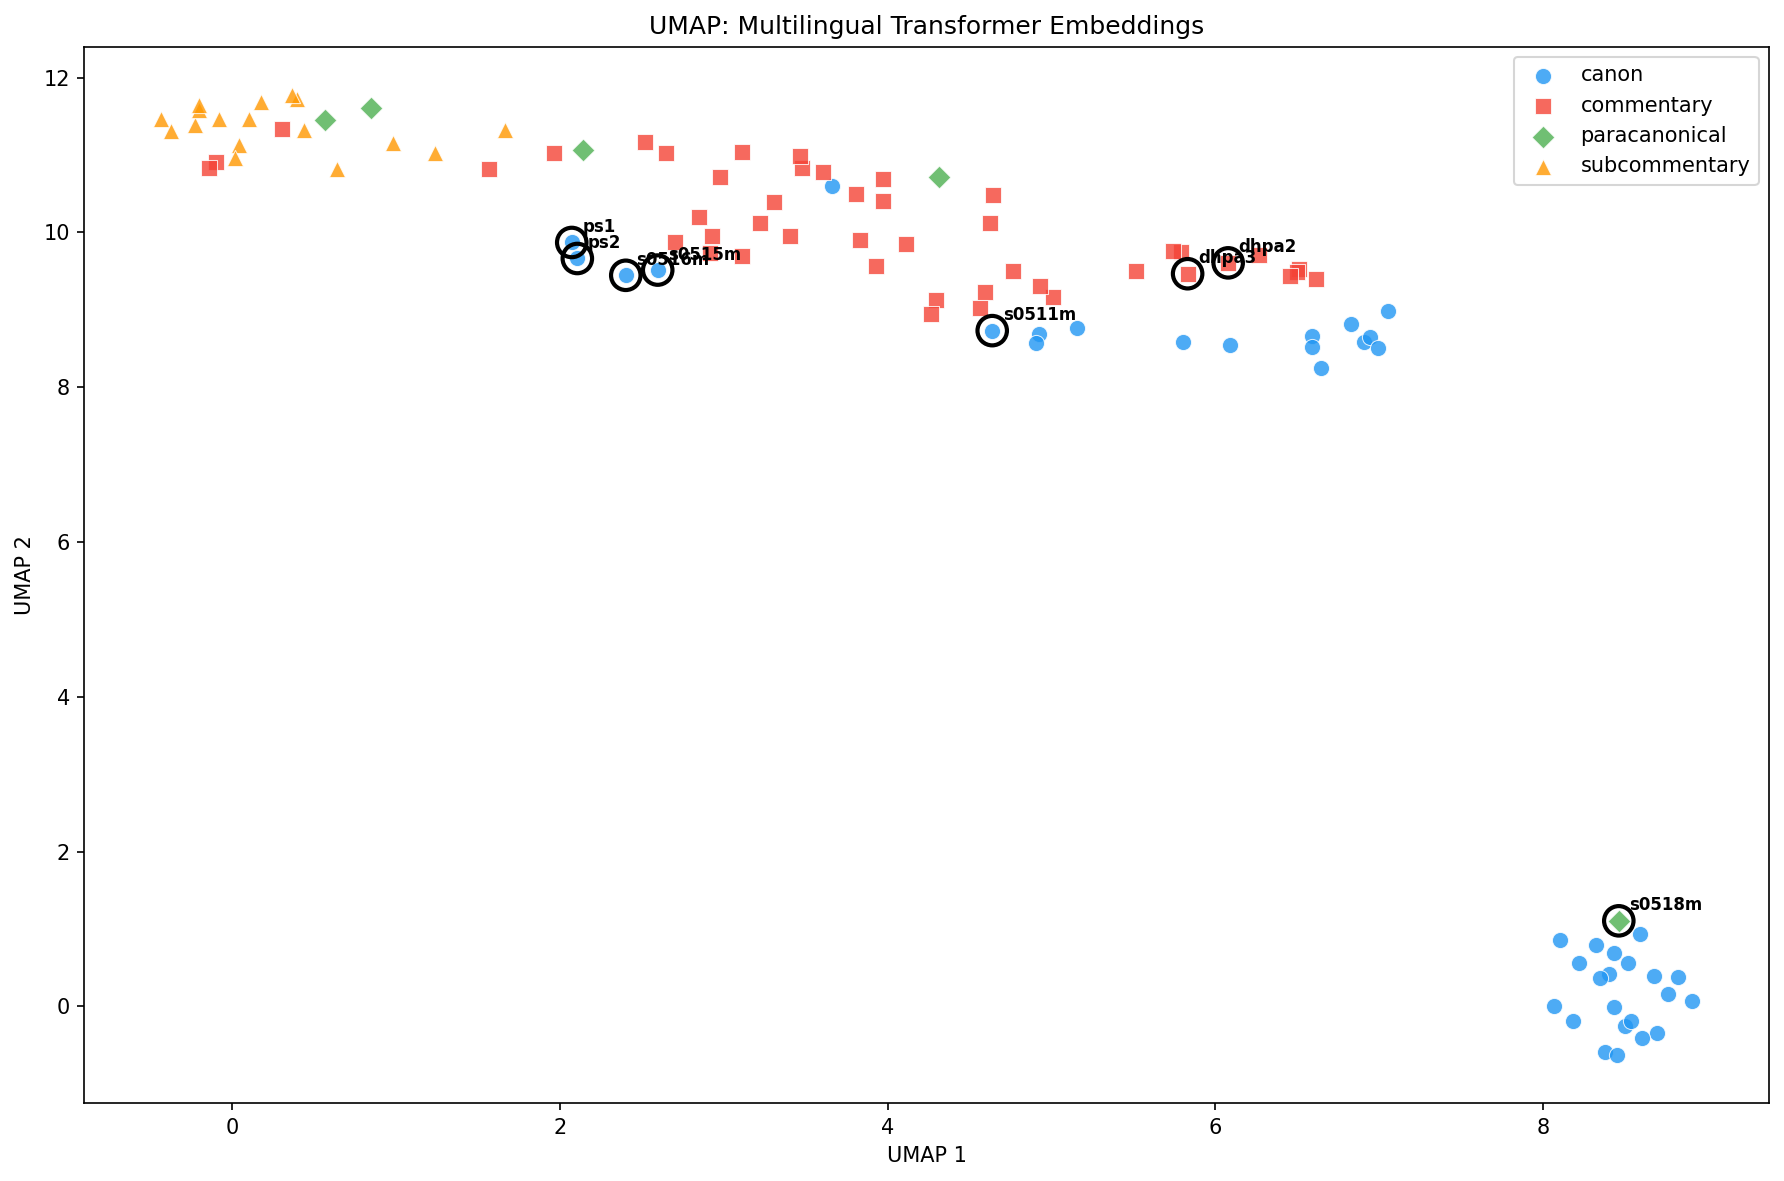 UMAP: Multilingual Transformer Embeddings
canon
commentary
paracanonical
subcommentary
12
10
8
6
4
2
0
UMAP 2
ps1
ps2
s0516m
s0515m
dhpa3
dhpa2
s0511m
s0518m
0 2 4 6 8
UMAP 1